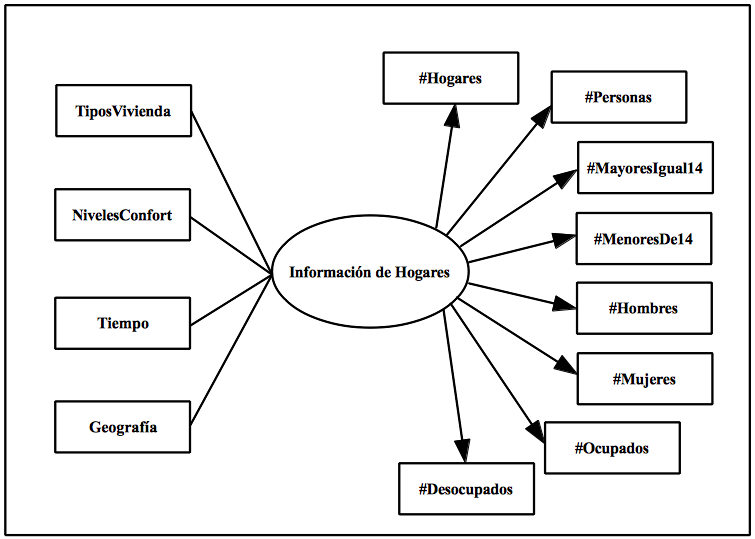 TiposVivienda
NivelesConfort
Tiempo
Geografía
Información de Hogares
#Hogares
#Personas
#MayoresIgual14
#MenoresDe14
#Hombres
#Mujeres
#Ocupados
#Desocupados